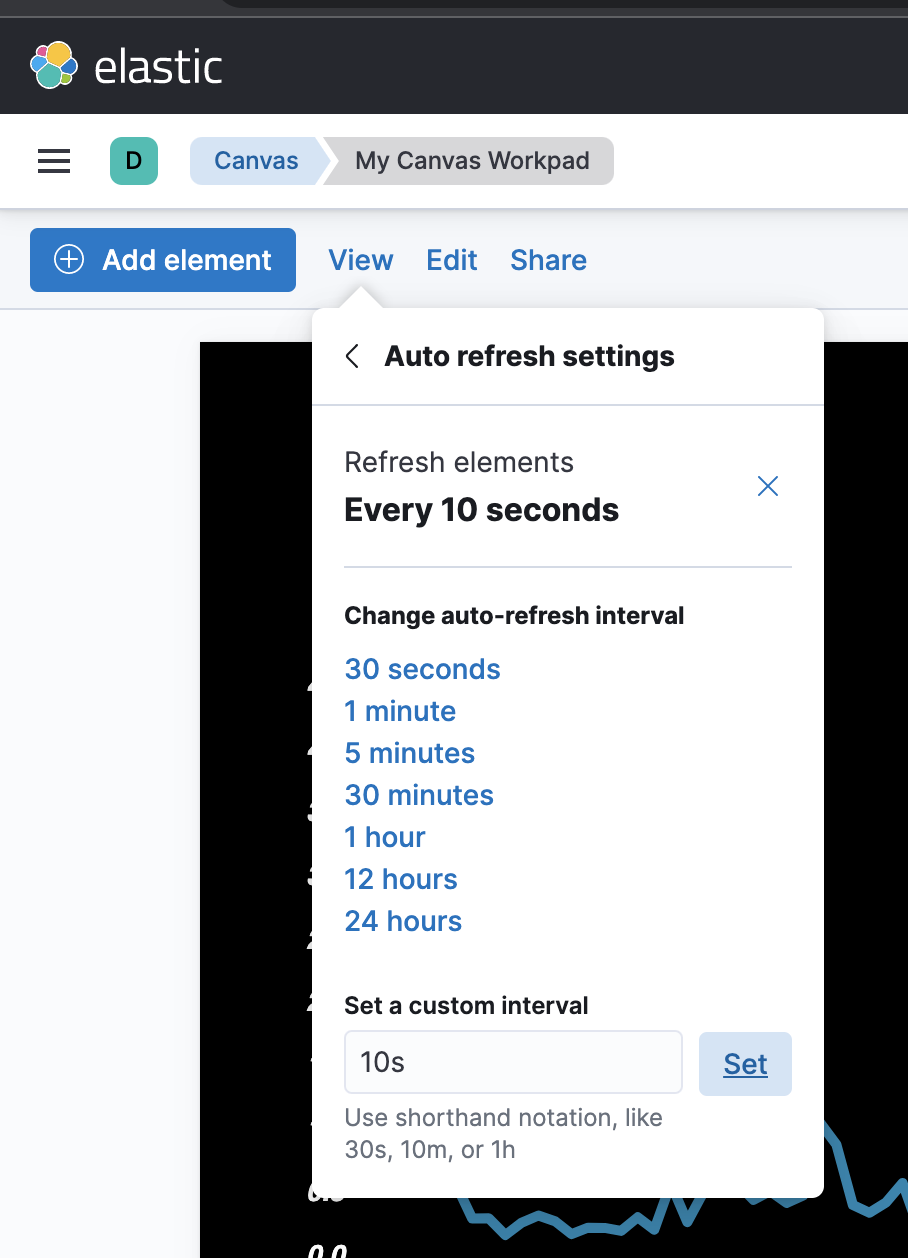 elastic
D
Canvas
My Canvas Workpad
Add element
View
Edit
Share
Auto refresh settings
Refresh elements
Every 10 seconds
Change auto-refresh interval
30 seconds
1 minute
5 minutes
30 minutes
1 hour
12 hours
24 hours
Set a custom interval
10s
Set
Use shorthand notation, like
30s, 10m, or 1h
0.0